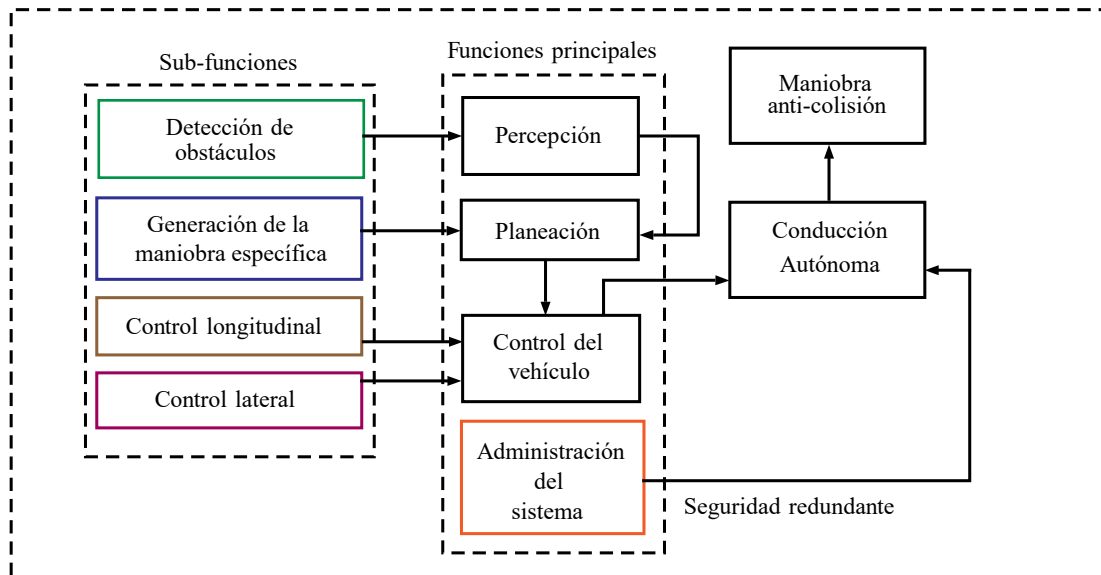 Sub-funciones
Detección de
obstáculos
Generación de la
maniobra específica
Control longitudinal
Control lateral
Funciones principales
Percepción
Planeación
Control del
vehículo
Administración
del
sistema
Maniobra
anti-colisión
Conducción
Autónoma
Seguridad redundante